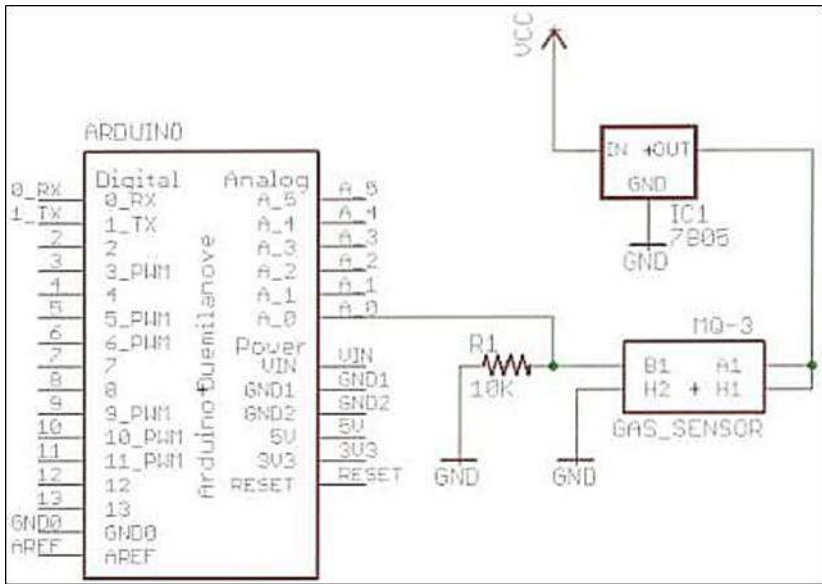 VCC
ARDUINO
IN +OUT
GND
IC1
7805
GND
Digital Analog
0_RX 0_RX A_5 A_5
1_TX 1_TX A_4 A_4
2 2 A_3 A_3
3 3_PWM A_2 A_2
4 4 A_1 A_1
5 5_PWM A_0 A_0
6 6_PWM Power
7 7 VIN VIN
8 8 GND1 GND1
9 9_PWM GND2 GND2
10 10_PWM 5V 5V
11 11_PWM 3V3 3V3
12 12 RESET RESET
13 13
GND0 GND0
AREF AREF
Arduino Duemilanove
R1
10K
GND
GND
MQ-3
B1 A1
H2 + H1
GAS_SENSOR